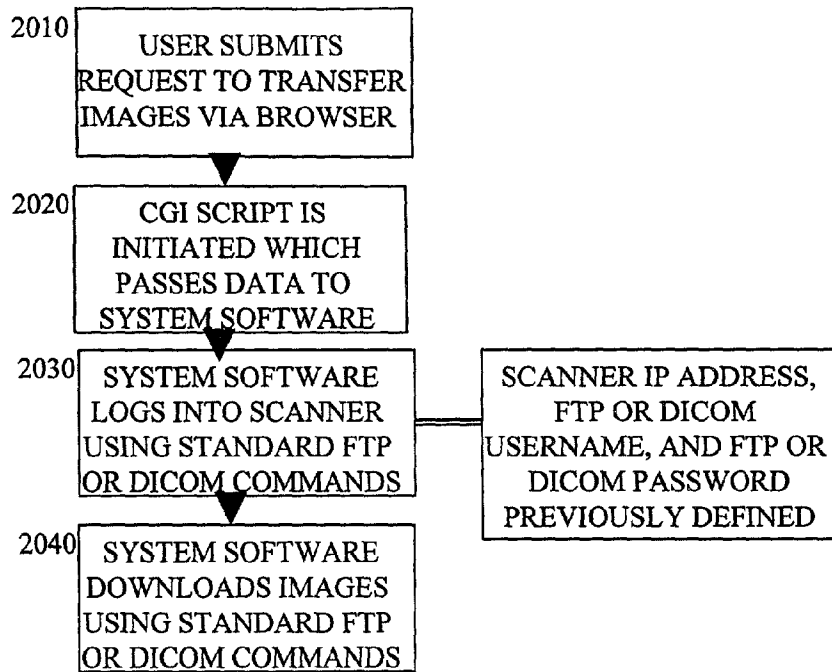 2010
USER SUBMITS
REQUEST TO TRANSFER
IMAGES VIA BROWSER
2020
CGI SCRIPT IS
INITIATED WHICH
PASSES DATA TO
SYSTEM SOFTWARE
2030
SYSTEM SOFTWARE
LOGS INTO SCANNER
USING STANDARD FTP
OR DICOM COMMANDS
SCANNER IP ADDRESS,
FTP OR DICOM
USERNAME, AND FTP OR
DICOM PASSWORD
PREVIOUSLY DEFINED
2040
SYSTEM SOFTWARE
DOWNLOADS IMAGES
USING STANDARD FTP
OR DICOM COMMANDS